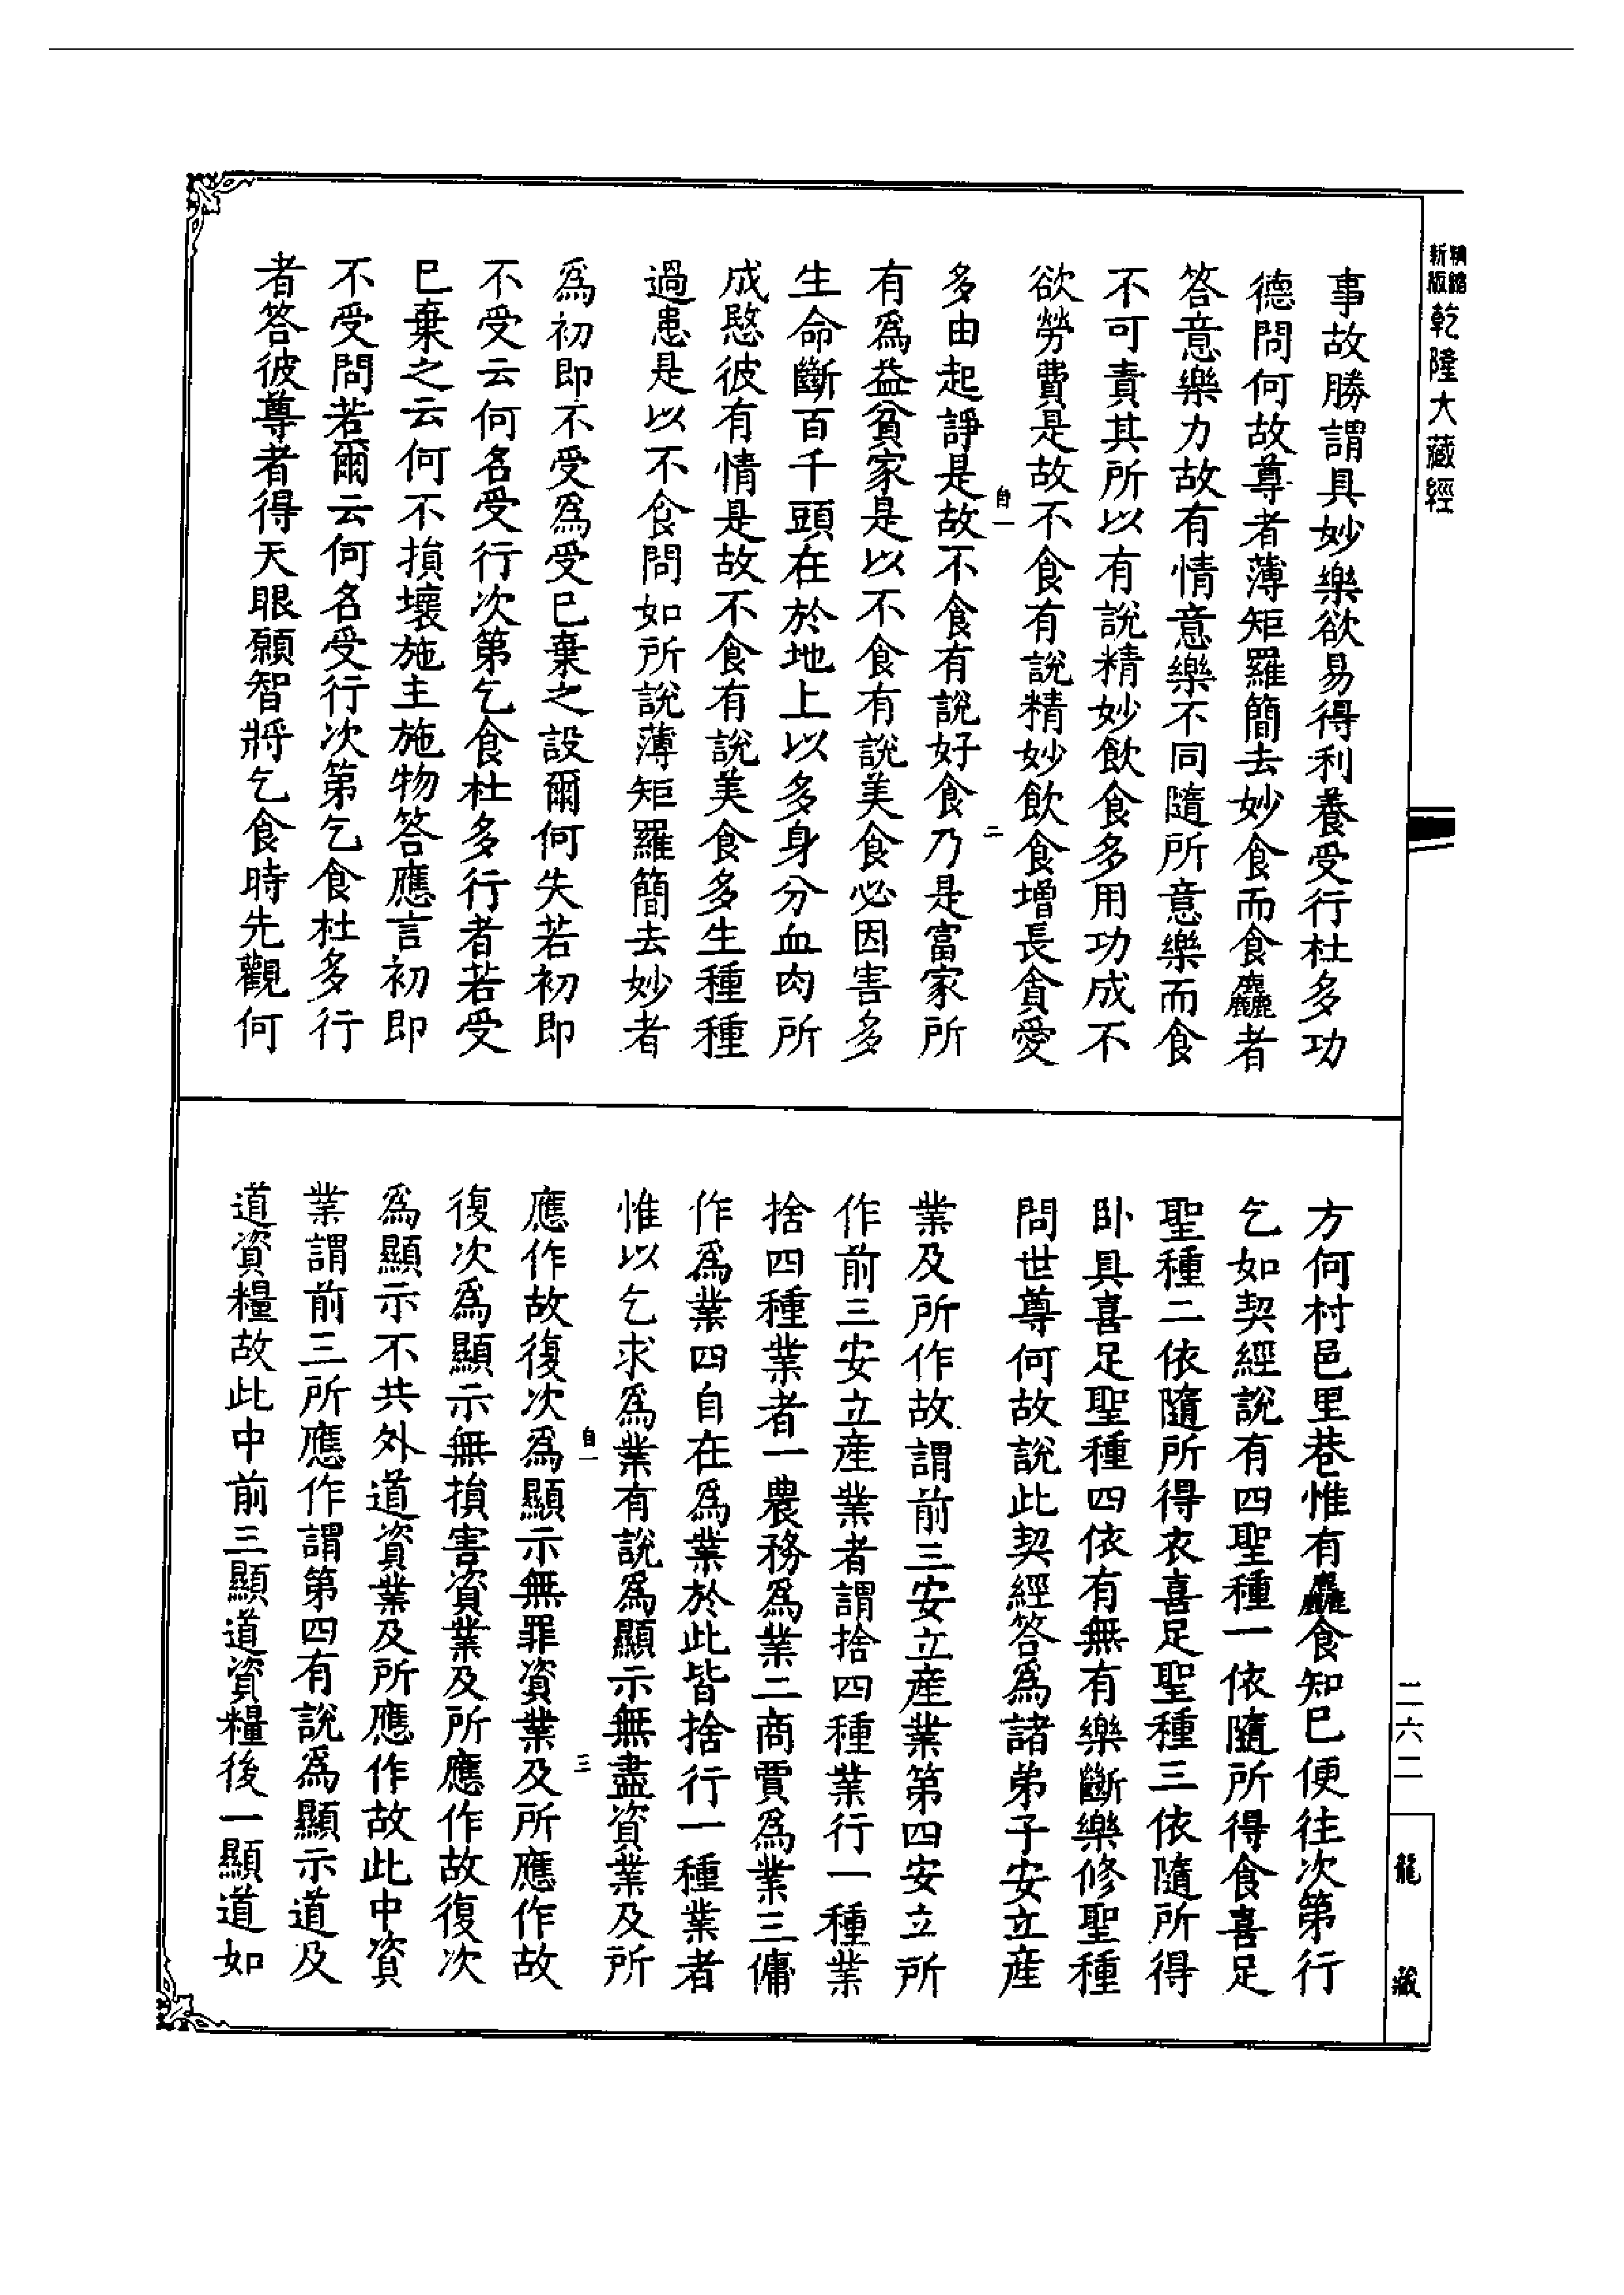 精縮新版乾隆大藏經
事故勝謂具妙樂欲易得利養受行杜多功
德問何故尊者薄矩羅簡去妙食而食麤者
答意樂力故有情意樂不同隨所意樂而食
不可責其所以有說精妙飲食多用功成不
欲勞費是故不食有說精妙飲食增長貪愛
自一
二
多由起諍是故不食有說好食乃是富家所
有為益貧家是以不食有說美食必因害多
生命斷百千頭在於地上以多身分血肉所
成愍彼有情是故不食有說美食多生種種
過患是以不食問如所說薄矩羅簡去妙者
為初即不受為受已棄之設爾何失若初即
不受云何名受行次第乞食杜多行者若受
已棄之云何不損壞施主施物答應言初即
不受問若爾云何名受行次第乞食杜多行
者答彼尊者得天眼願智將乞食時先觀何
方何村邑里巷惟有麤食知已便往次第行
乞如契經說有四聖種一依隨所得食喜足
聖種二依隨所得衣喜足聖種三依隨所得
臥具喜足聖種四依有無有樂斷樂修聖種
問世尊何故說此契經答為諸弟子安立產
業及所作故謂前三安立產業第四安立所
作前三安立產業者謂捨四種業行一種業
捨四種業者一農務為業二商賈為業三傭
作為業四自在為業於此皆捨行一種業者
惟以乞求為業有說為顯示無盡資業及所
自一
三
應作故復次為顯示無罪資業及所應作故
復次為顯示無損害資業及所應作故復次
為顯示不共外道資業及所應作故此中資
業謂前三所應作謂第四有說為顯示道及
道資糧故此中前三顯道資糧後一顯道如
二六二
龍藏